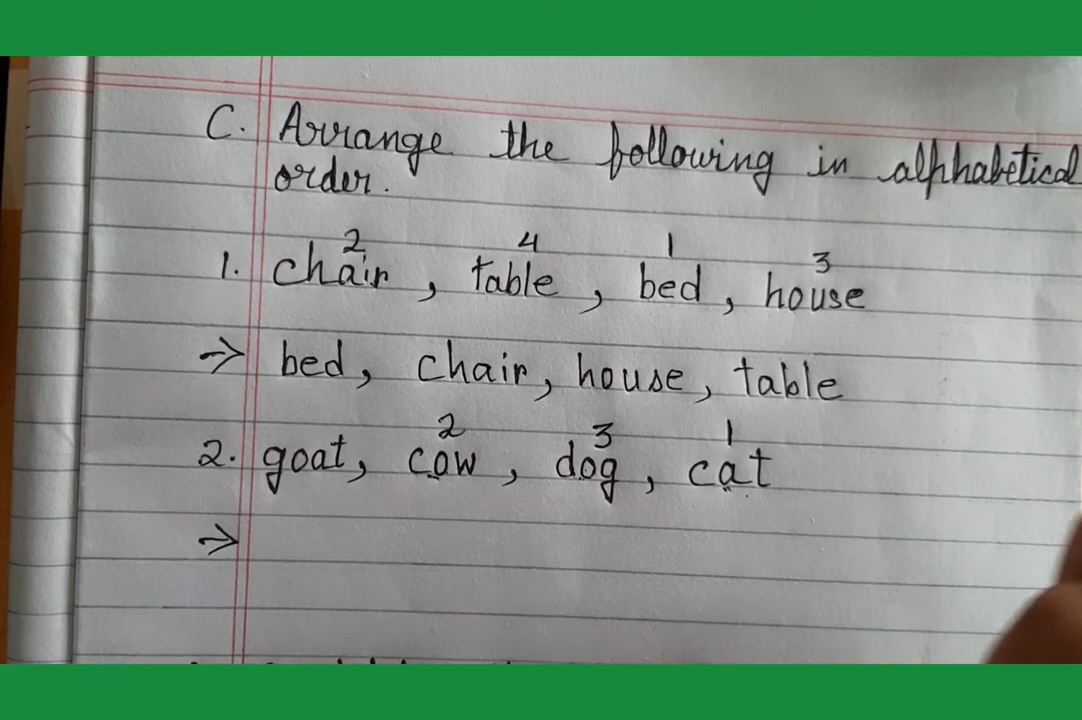 C. Arrange the following in alphabetical
order.
2 4 1 3
1. chair, table, bed, house
⇒ bed, chair, house, table
2 3 1
2. goat, cow, dog, cat
⇒